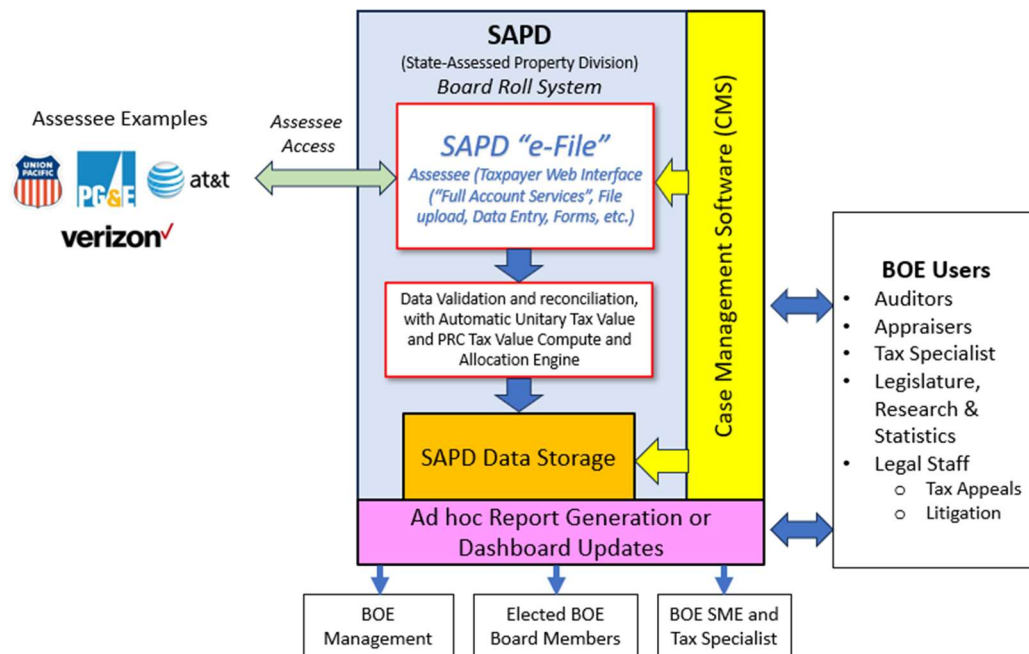 SAPD
(State-Assessed Property Division)
Board Roll System
Assessee Examples
UNION
PACIFIC
PG&E
at&t
verizon✓
Assessee
Access
SAPD “e-File”
Assessee (Taxpayer Web Interface
(“Full Account Services”, File
upload, Data Entry, Forms, etc.)
Data Validation and reconciliation,
with Automatic Unitary Tax Value
and PRC Tax Value Compute and
Allocation Engine
SAPD Data Storage
Case Management Software (CMS)
Ad hoc Report Generation or
Dashboard Updates
BOE Users
• Auditors
• Appraisers
• Tax Specialist
• Legislature,
Research &
Statistics
• Legal Staff
o Tax Appeals
o Litigation
BOE
Management
Elected BOE
Board Members
BOE SME and
Tax Specialist